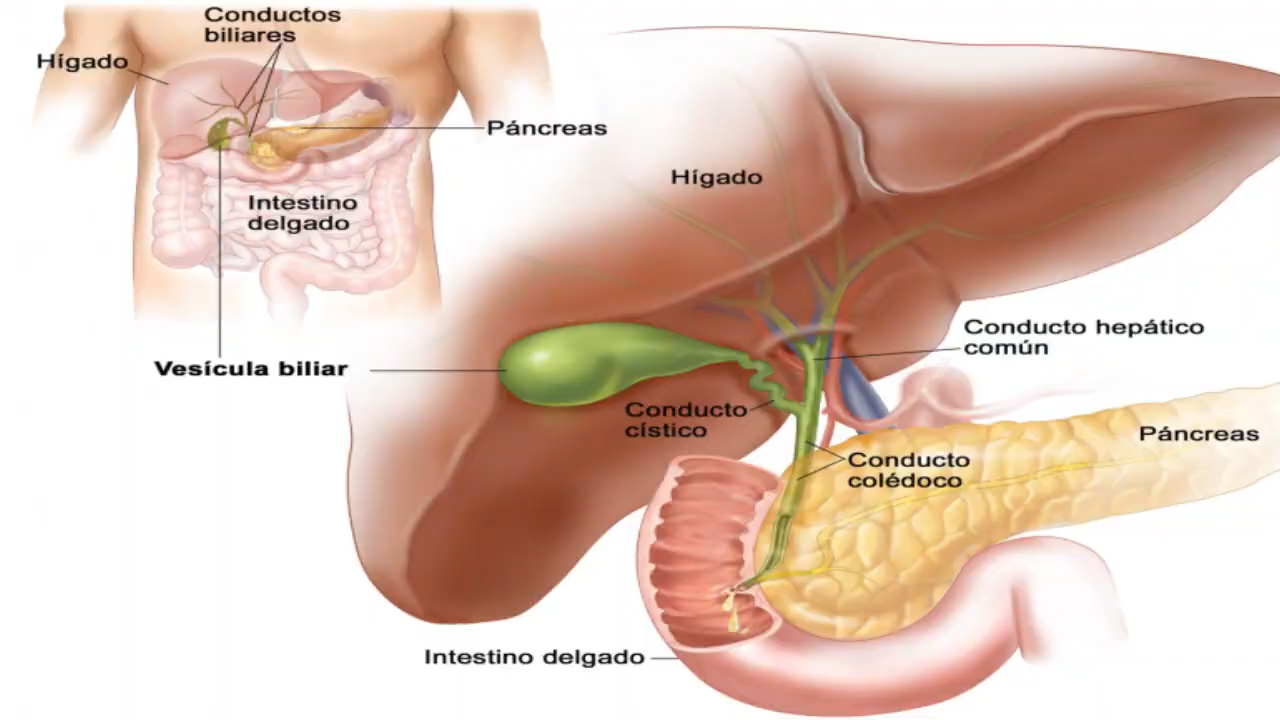 Conductos
biliares
Hígado
Páncreas
Intestino
delgado
Vesícula biliar
Hígado
Conducto hepático
común
Conducto
cístico
Páncreas
Conducto
colédoco
Intestino delgado